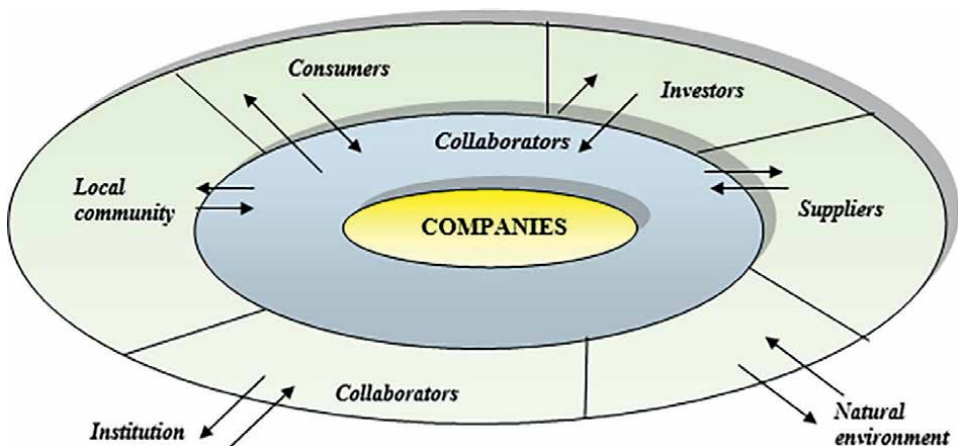 Consumers
Investors
Collaborators
Local
community
Suppliers
COMPANIES
Collaborators
Institution
Natural
environment